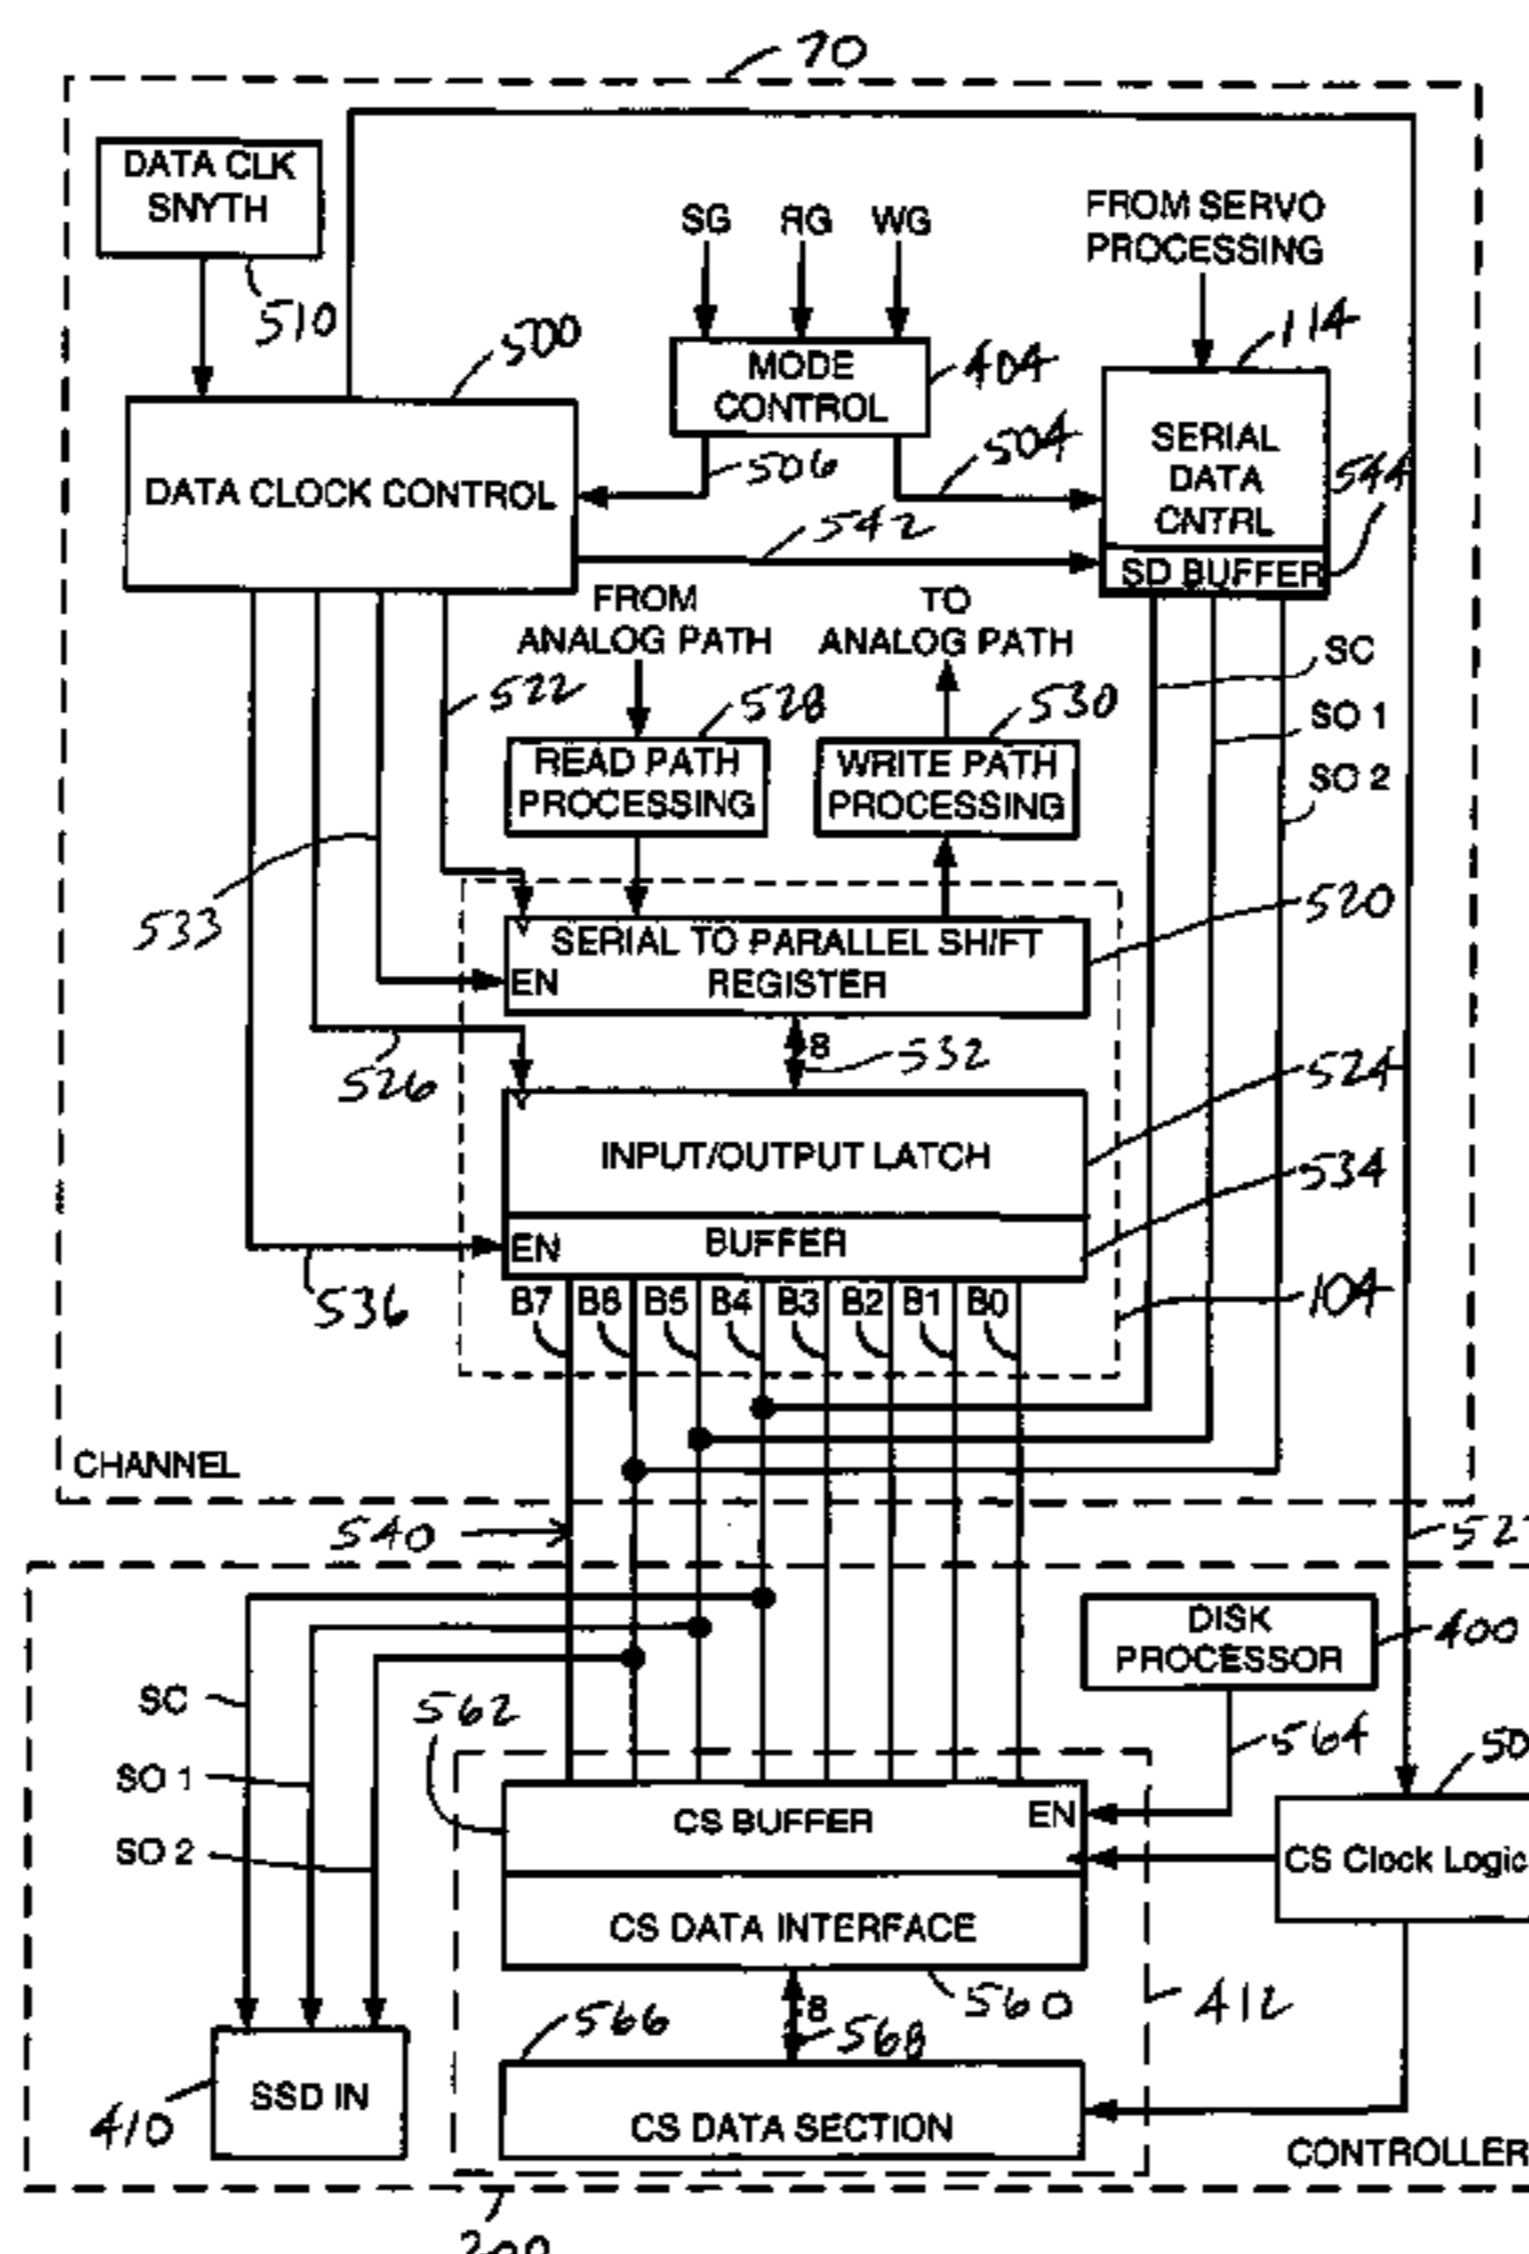 70
DATA CLK
SNYTH
510
SG RG WG
FROM SERVO
PROCESSING
500
MODE
CONTROL
404
114
SERIAL
DATA
CNTRL
544
SD BUFFER
DATA CLOCK CONTROL
506
504
542
FROM
ANALOG PATH
TO
ANALOG PATH
SC
SO 1
SO 2
522
528
530
READ PATH
PROCESSING
WRITE PATH
PROCESSING
533
520
SERIAL TO PARALLEL SHIFT
REGISTER
EN
8
532
526
524
INPUT/OUTPUT LATCH
534
EN
BUFFER
536
B7 B6 B5 B4 B3 B2 B1 B0
104
CHANNEL
540
DISK
PROCESSOR
400
SC
562
564
SO 1
CS BUFFER
EN
SO 2
CS Clock Logic
CS DATA INTERFACE
560
412
566
8
568
SSD IN
410
CS DATA SECTION
CONTROLLER